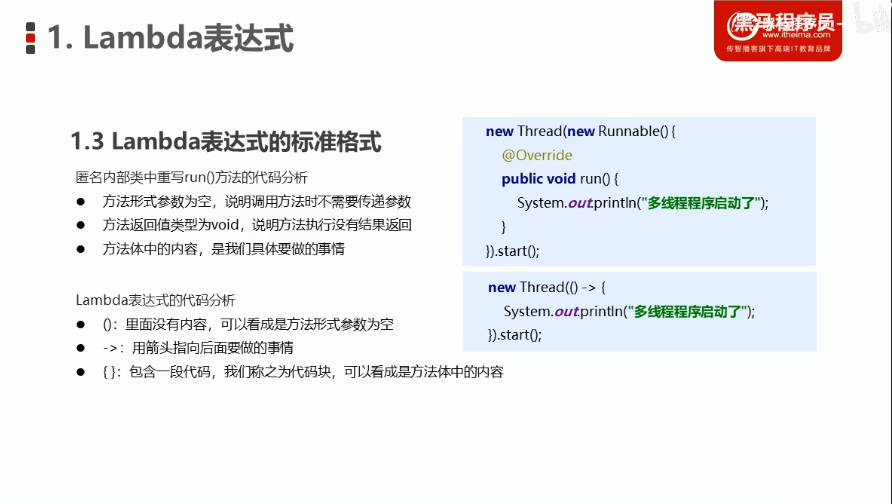 1. Lambda表达式
黑马程序员
www.itheima.com
传智播客旗下高端IT教育品牌
1.3 Lambda表达式的标准格式
匿名内部类中重写run()方法的代码分析
● 方法形式参数为空，说明调用方法时不需要传递参数
● 方法返回值类型为void，说明方法执行没有结果返回
● 方法体中的内容，是我们具体要做的事情
Lambda表达式的代码分析
● ()：里面没有内容，可以看成是方法形式参数为空
● ->：用箭头指向后面要做的事情
● { }：包含一段代码，我们称之为代码块，可以看成是方法体中的内容
new Thread(new Runnable() {
@Override
public void run() {
System.out.println("多线程程序启动了");
}
}).start();
new Thread(() -> {
System.out.println("多线程程序启动了");
}).start();